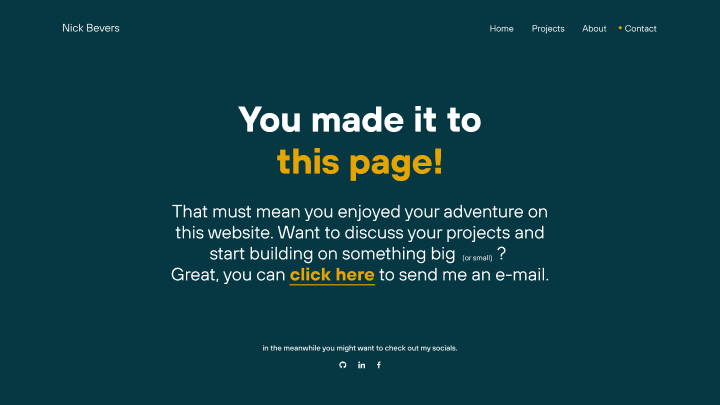 Nick Bevers
Home Projects About Contact
You made it to
this page!
That must mean you enjoyed your adventure on
this website. Want to discuss your projects and
start building on something big (or small) ?
Great, you can click here to send me an e-mail.
in the meanwhile you might want to check out my socials.